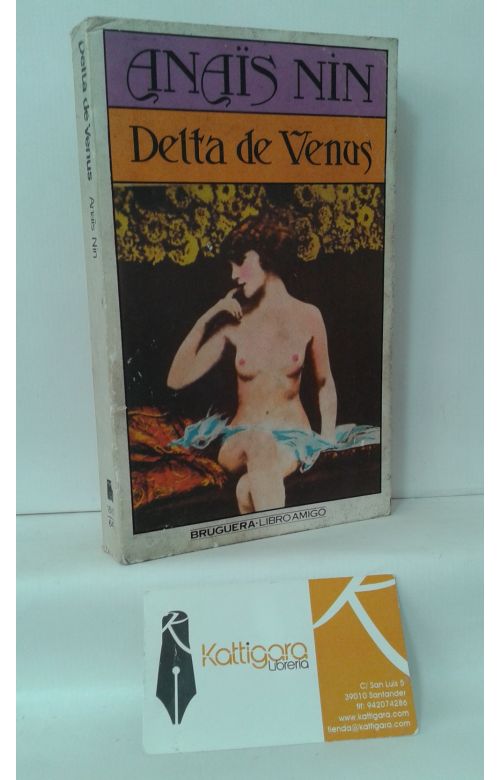 ANAÏS NIN
Delta de Venus
Delta de Venus Anaïs Nin
BRUGUERA-LIBRO AMIGO
K
Kattigara
Librería
C/ San Luis 5
39010 Santander
tlf: 942074286
www.kattigara.com
tienda@kattigara.com